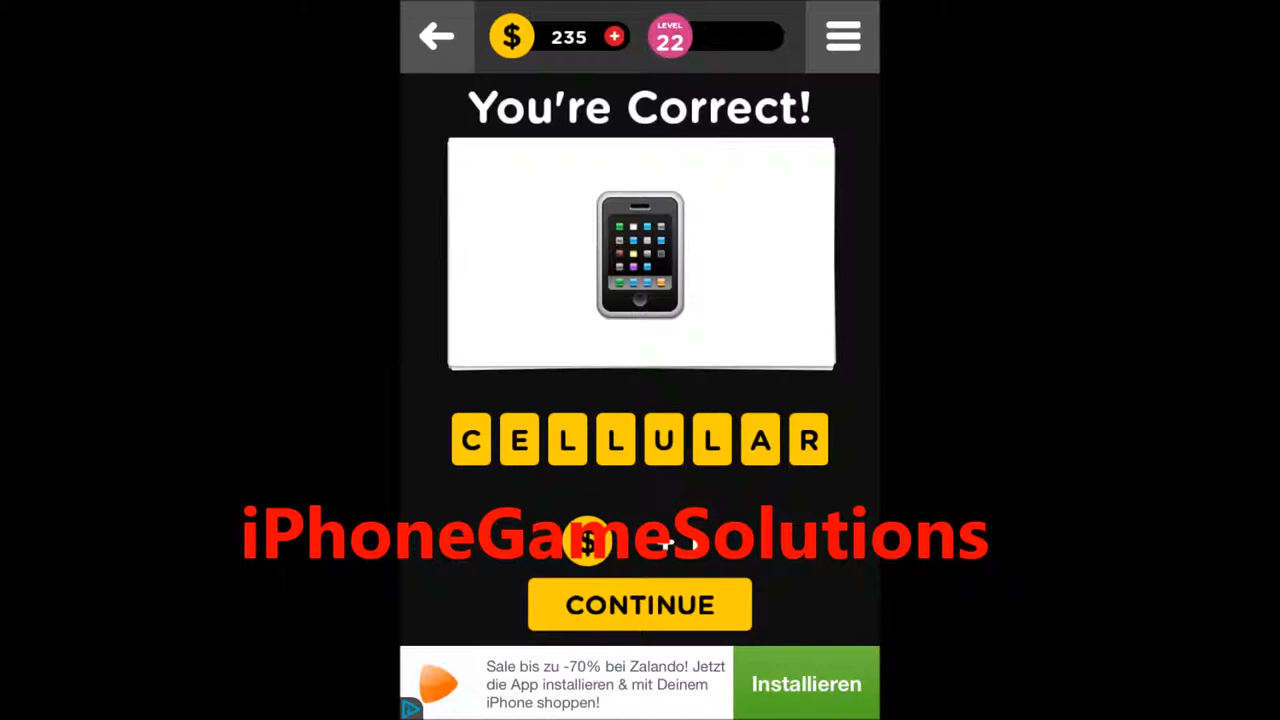 $ 235 +
LEVEL
22
You're Correct!
CELLULAR
iPhoneGameSolutions
$
CONTINUE
Sale bis zu -70% bei Zalando! Jetzt
die App installieren & mit Deinem
iPhone shoppen!
Installieren